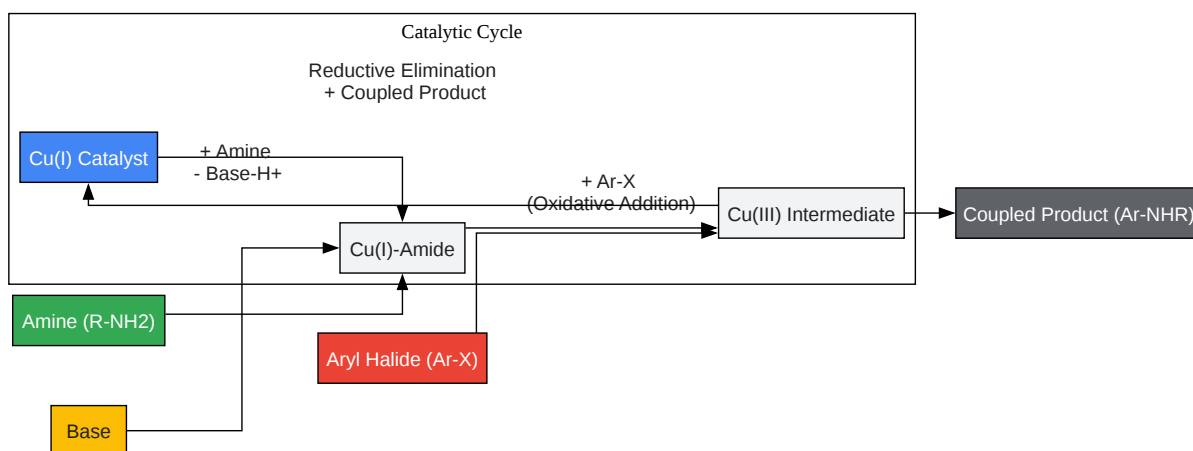 Catalytic Cycle
Reductive Elimination
+ Coupled Product
Cu(I) Catalyst
+ Amine
- Base-H+
+ Ar-X
(Oxidative Addition)
Cu(III) Intermediate
Coupled Product (Ar-NHR)
Cu(I)-Amide
Amine (R-NH2)
Aryl Halide (Ar-X)
Base